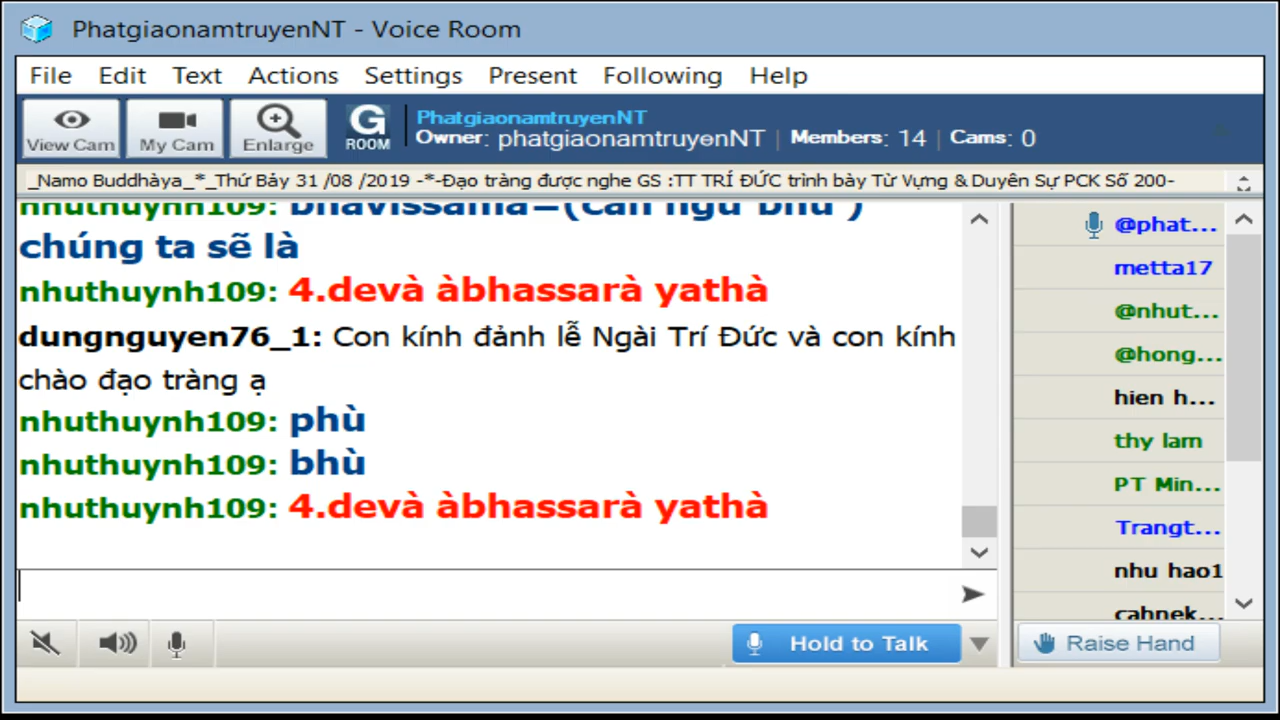 PhatgiaonamtruyenNT - Voice Room
File Edit Text Actions Settings Present Following Help
View Cam My Cam Enlarge G ROOM
PhatgiaonamtruyenNT
Owner: phatgiaonamtruyenNT | Members: 14 | Cams: 0
_Namo Buddhàya_*_Thứ Bảy 31 /08 /2019 -*-Đạo tràng được nghe GS :TT TRÍ ĐỨC trình bày Từ Vựng & Duyên Sự PCK Số 200-
nhuthuynh109: bhavissama=(căn ngữ bhù )
chúng ta sẽ là
nhuthuynh109: 4.devà àbhassarà yathà
dungnguyen76_1: Con kính đảnh lễ Ngài Trí Đức và con kính
chào đạo tràng ạ
nhuthuynh109: phù
nhuthuynh109: bhù
nhuthuynh109: 4.devà àbhassarà yathà
@phat...
metta17
@nhut...
@hong...
hien h...
thy lam
PT Min...
Trangt...
nhu hao1
cahnek...
Hold to Talk
Raise Hand